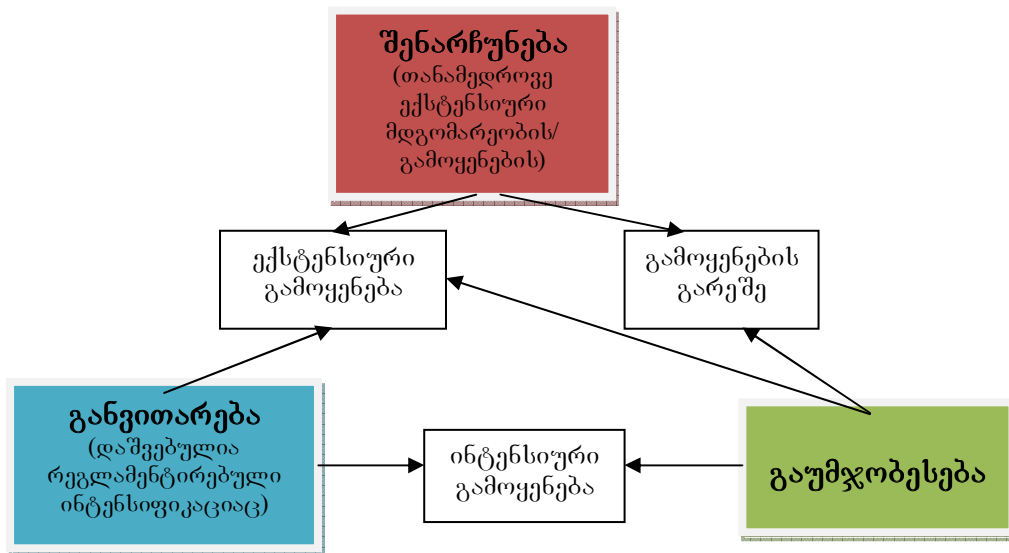 შენარჩუნება
(თანამედროვე
ექსტენსიური
მდგომარეობის/
გამოყენების)
ექსტენსიური
გამოყენება
გამოყენების
გარეშე
განვითარება
(დაშვებულია
რეგლამენტირებული
ინტენსიფიკაციაც)
ინტენსიური
გამოყენება
გაუმჯობესება